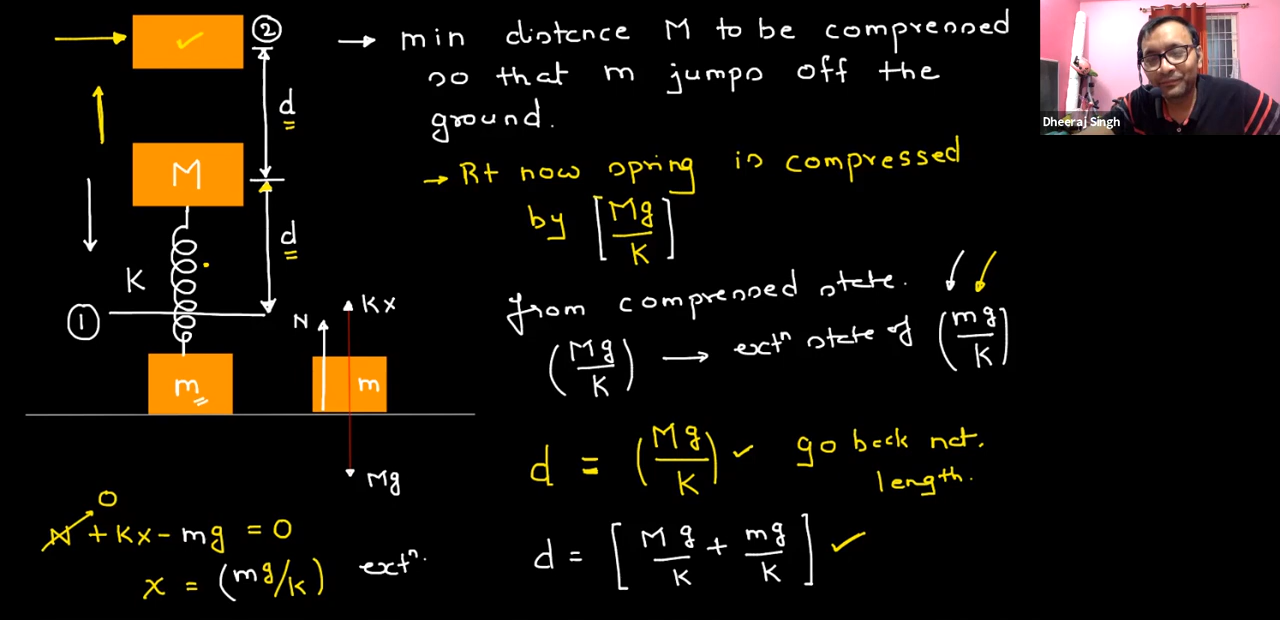 ②
→ min distance M to be compressed
so that m jumps off the
ground.
d
M
→ Rt now spring is compressed
by [Mg/K]
d
K
①
N
Kx
from compressed state.
(Mg/K) → extⁿ state of (mg/K)
m
m
Mg
d = (Mg/K) ✓ go back nat.
length.
0
N + Kx - mg = 0
x = (mg/K) extⁿ.
d = [Mg/K + mg/K] ✓
Dheeraj Singh